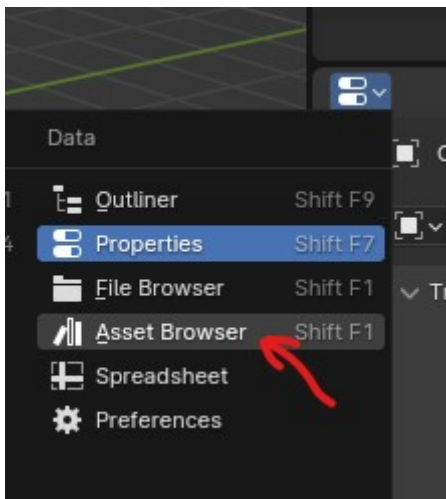 Data
Outliner Shift F9
Properties Shift F7
File Browser Shift F1
Asset Browser Shift F1
Spreadsheet
Preferences